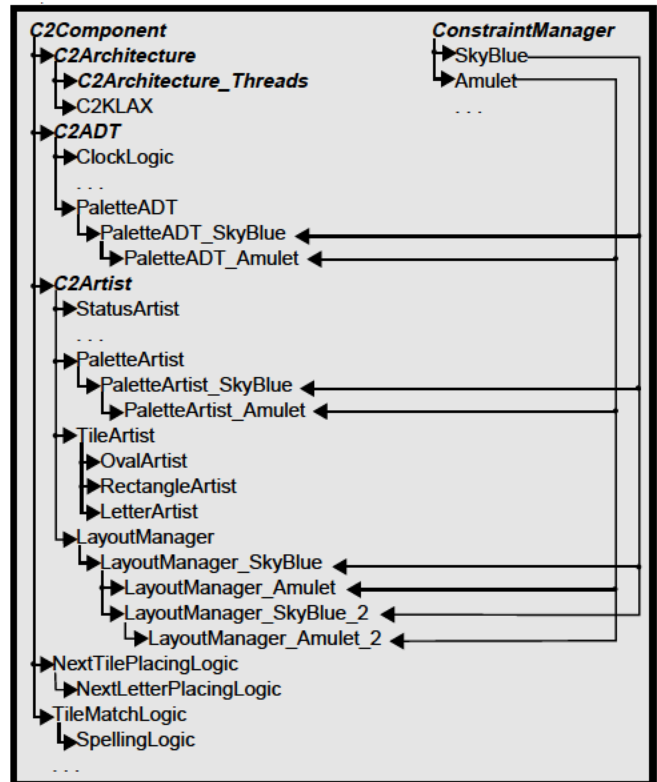 C2Component
C2Architecture
C2Architecture_Threads
C2KLAX
C2ADT
ClockLogic
. . .
PaletteADT
PaletteADT_SkyBlue
PaletteADT_Amulet
C2Artist
StatusArtist
. . .
PaletteArtist
PaletteArtist_SkyBlue
PaletteArtist_Amulet
TileArtist
OvalArtist
RectangleArtist
LetterArtist
LayoutManager
LayoutManager_SkyBlue
LayoutManager_Amulet
LayoutManager_SkyBlue_2
LayoutManager_Amulet_2
NextTilePlacingLogic
NextLetterPlacingLogic
TileMatchLogic
SpellingLogic
. . .
ConstraintManager
SkyBlue
Amulet
. . .